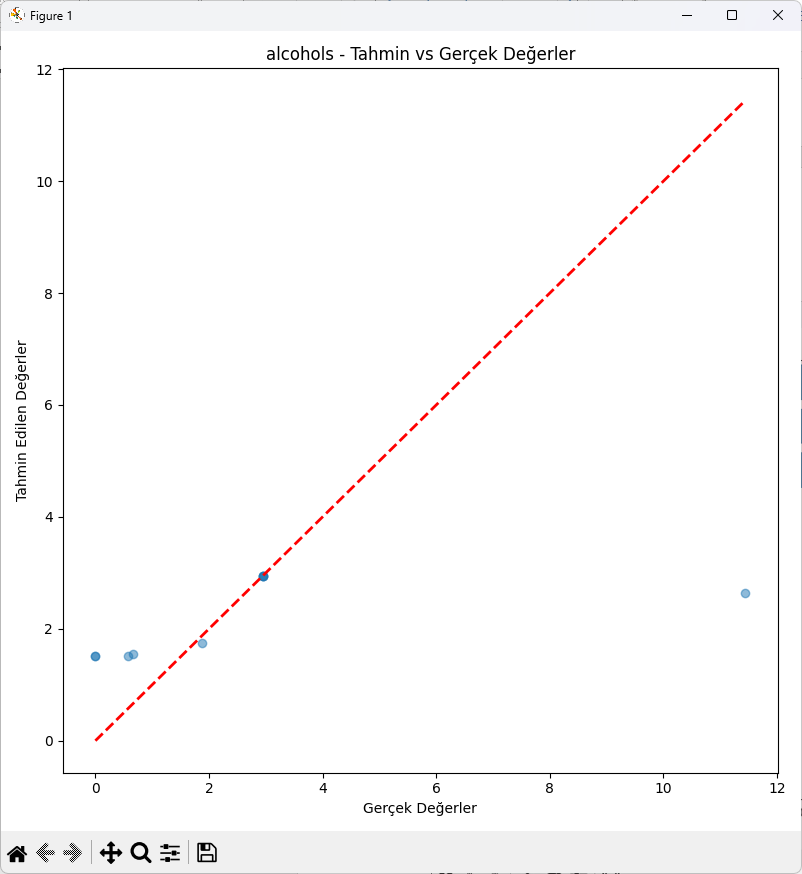 Figure 1
alcohols - Tahmin vs Gerçek Değerler
12
10
8
6
4
2
0
Tahmin Edilen Değerler
0 2 4 6 8 10 12
Gerçek Değerler